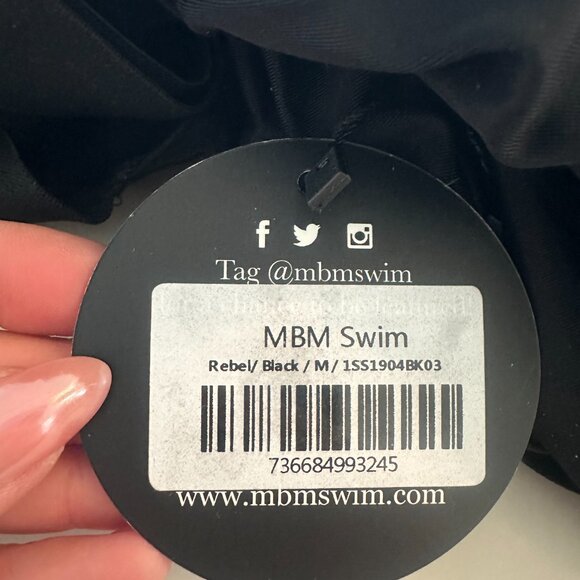 Tag @mbmswim
MBM Swim
Rebel/ Black / M / 1SS1904BK03
736684993245
www.mbmswim.com